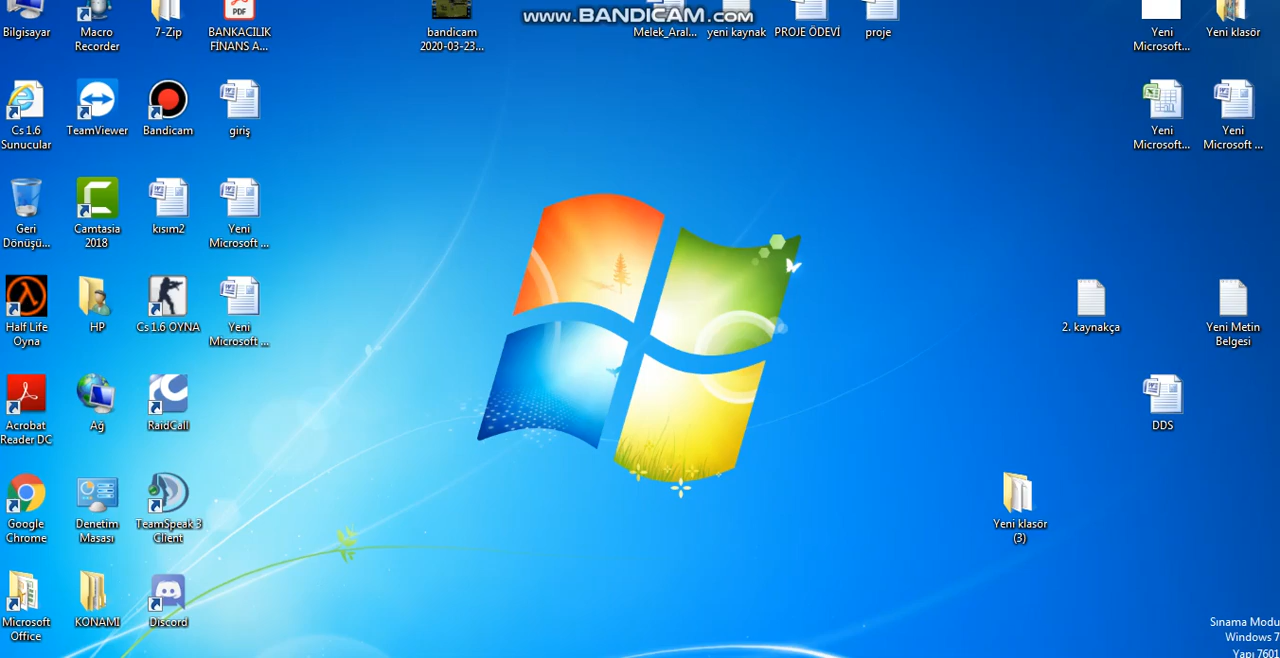 www.BANDICAM.com
Bilgisayar
Macro
Recorder
7-Zip
PDF
BANKACILIK
FINANS A...
bandicam
2020-03-23...
Melek_Aral...
yeni kaynak
PROJE ÖDEVİ
proje
Yeni
Microsoft...
Yeni klasör
Cs 1.6
Sunucular
TeamViewer
Bandicam
giriş
Yeni
Microsoft...
Yeni
Microsoft ...
Geri
Dönüşü...
Camtasia
2018
kısım2
Yeni
Microsoft ...
Half Life
Oyna
HP
Cs 1.6 OYNA
Yeni
Microsoft ...
2. kaynakça
Yeni Metin
Belgesi
Acrobat
Reader DC
Ağ
RaidCall
DDS
Google
Chrome
Denetim
Masası
TeamSpeak 3
Client
Yeni klasör
(3)
Microsoft
Office
KONAMI
Discord
Sınama Modu
Windows 7
Yapı 7601